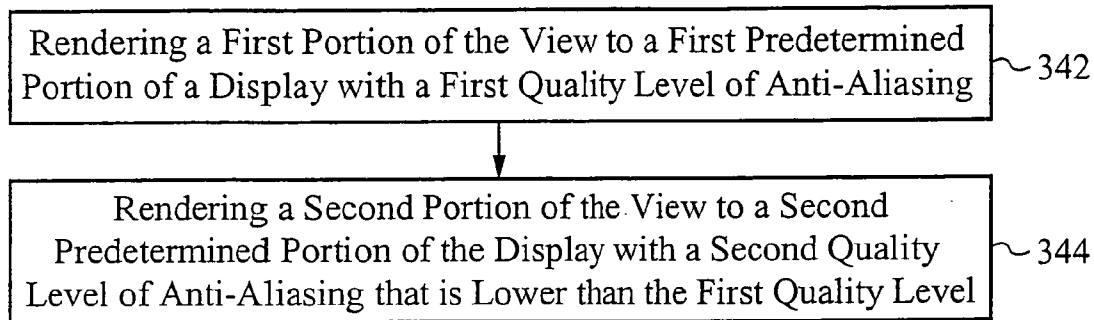 Rendering a First Portion of the View to a First Predetermined
Portion of a Display with a First Quality Level of Anti-Aliasing
342
Rendering a Second Portion of the View to a Second
Predetermined Portion of the Display with a Second Quality
Level of Anti-Aliasing that is Lower than the First Quality Level
344